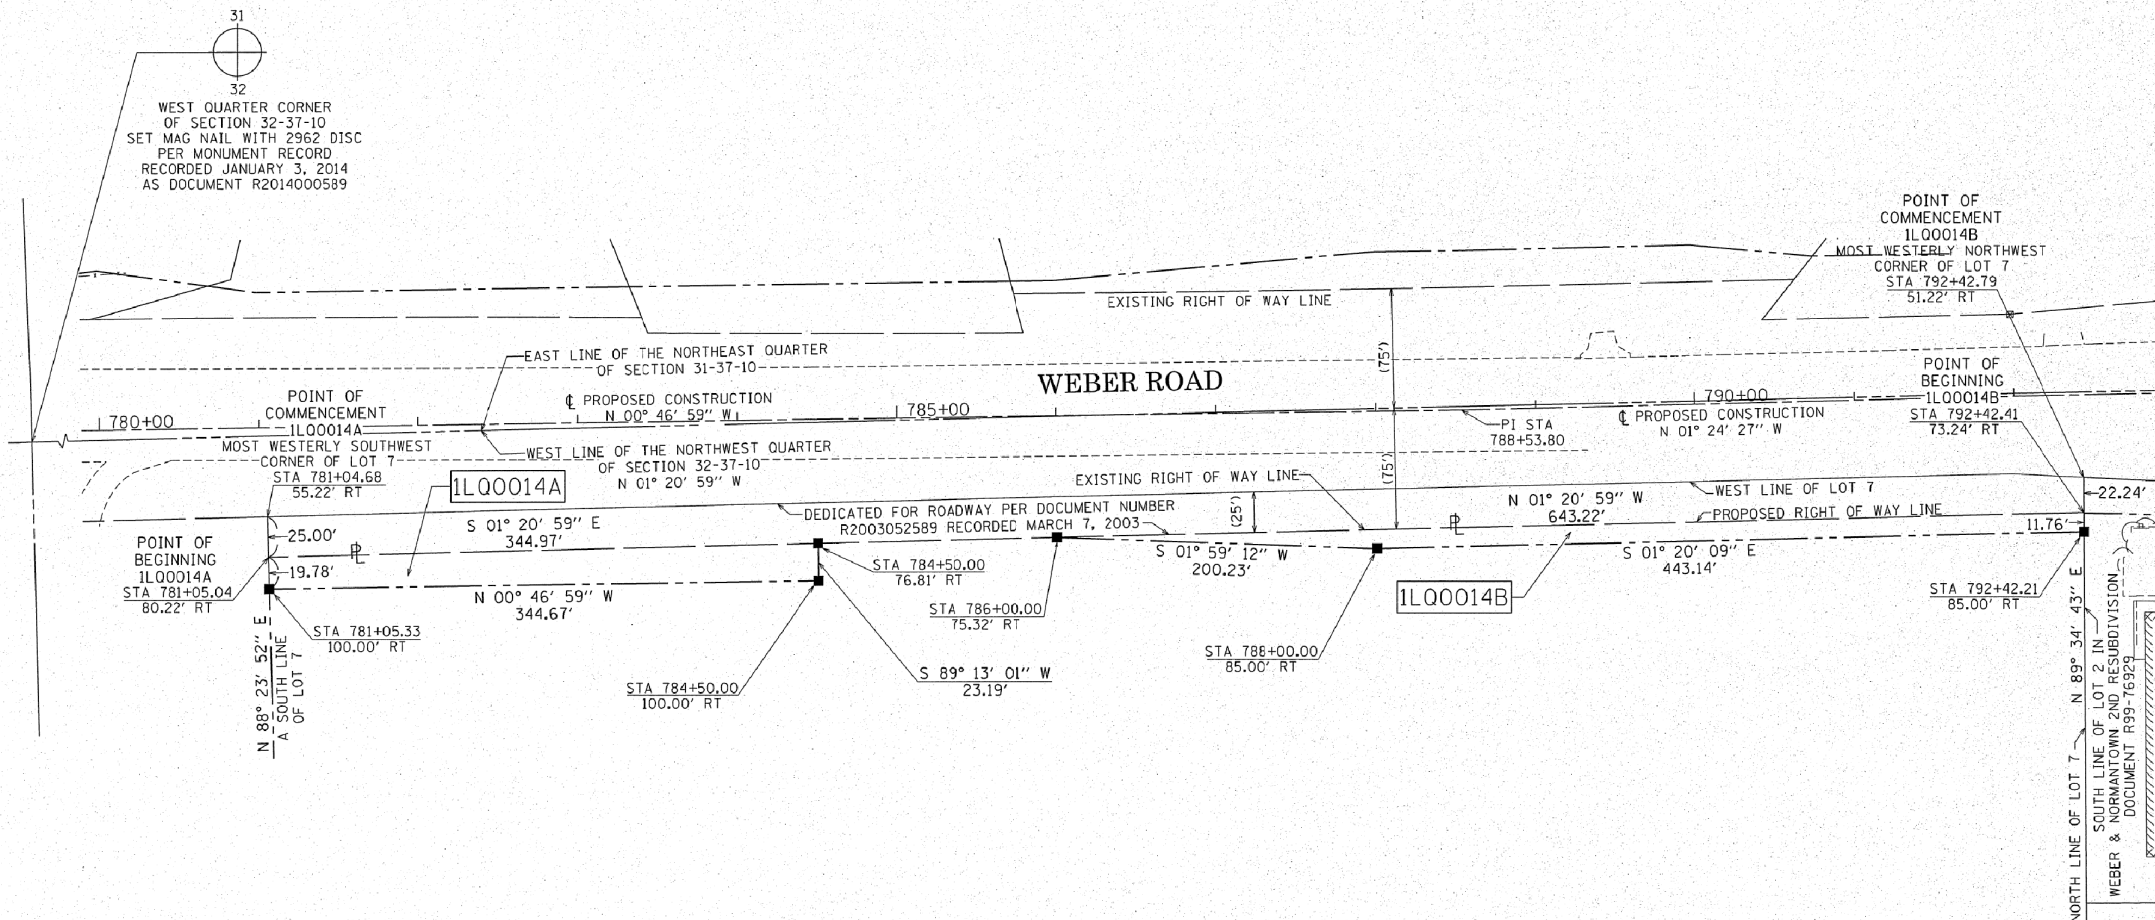 31
32
WEST QUARTER CORNER
OF SECTION 32-37-10
SET MAG NAIL WITH 2962 DISC
PER MONUMENT RECORD
RECORDED JANUARY 3, 2014
AS DOCUMENT R2014000589
POINT OF
COMMENCEMENT
1LQ0014B
MOST WESTERLY NORTHWEST
CORNER OF LOT 7
STA 792+42.79
51.22' RT
EXISTING RIGHT OF WAY LINE
(75')
EAST LINE OF THE NORTHEAST QUARTER
OF SECTION 31-37-10
WEBER ROAD
POINT OF
BEGINNING
1LQ0014B
STA 792+42.41
73.24' RT
780+00
785+00
790+00
POINT OF
COMMENCEMENT
1LQ0014A
MOST WESTERLY SOUTHWEST
CORNER OF LOT 7
STA 781+04.68
55.22' RT
℄ PROPOSED CONSTRUCTION
N 00° 46' 59" W
PI STA
788+53.80
℄ PROPOSED CONSTRUCTION
N 01° 24' 27" W
WEST LINE OF THE NORTHWEST QUARTER
OF SECTION 32-37-10
N 01° 20' 59" W
(75')
1LQ0014A
EXISTING RIGHT OF WAY LINE
WEST LINE OF LOT 7
N 01° 20' 59" W
643.22'
22.24'
DEDICATED FOR ROADWAY PER DOCUMENT NUMBER
R2003052589 RECORDED MARCH 7, 2003
(25')
PROPOSED RIGHT OF WAY LINE
11.76'
25.00'
S 01° 20' 59" E
344.97'
POINT OF
BEGINNING
1LQ0014A
STA 781+05.04
80.22' RT
19.78'
℄
℄
S 01° 59' 12" W
200.23'
S 01° 20' 09" E
443.14'
STA 784+50.00
76.81' RT
N 00° 46' 59" W
344.67'
STA 786+00.00
75.32' RT
1LQ0014B
STA 792+42.21
85.00' RT
STA 781+05.33
100.00' RT
STA 788+00.00
85.00' RT
STA 784+50.00
100.00' RT
S 89° 13' 01" W
23.19'
N 88° 23' 52" E
A SOUTH LINE
OF LOT 7
NORTH LINE OF LOT 7
N 89° 34' 43" E
SOUTH LINE OF LOT 2 IN
WEBER & NORMANTOWN 2ND RESUBDIVISION
DOCUMENT R99-76929